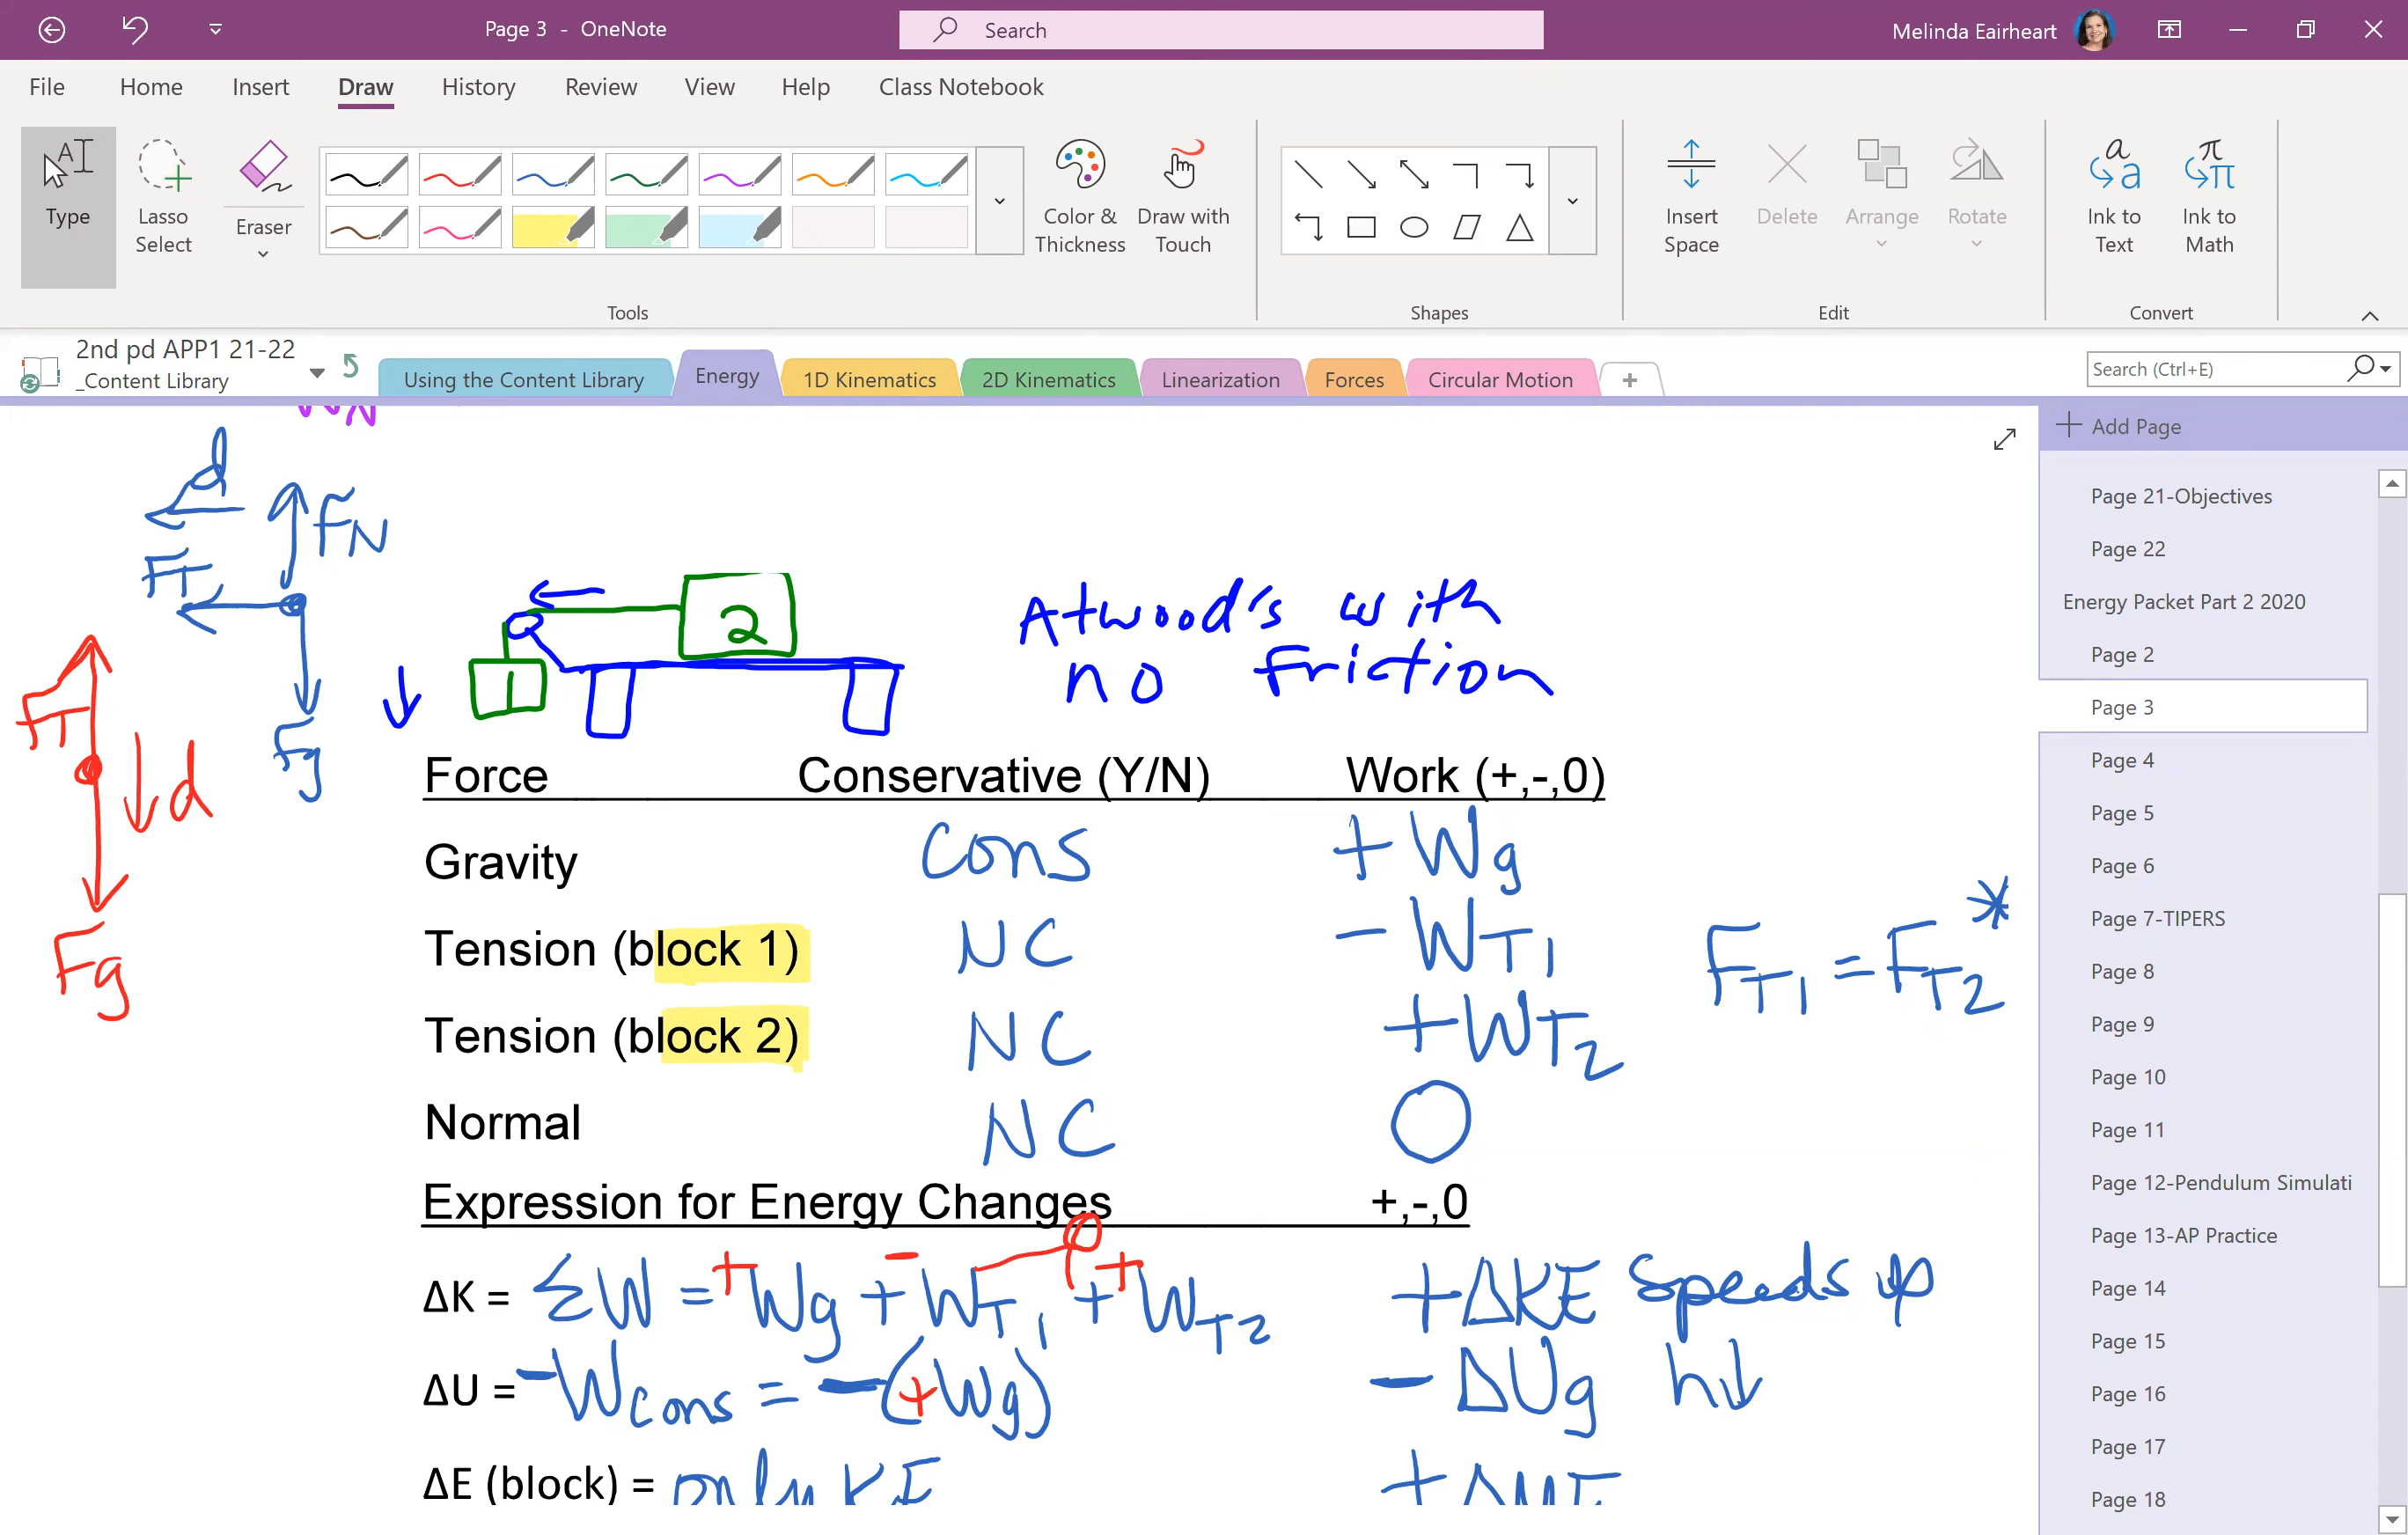 Page 3 - OneNote
Search
Melinda Eairheart
File Home Insert Draw History Review View Help Class Notebook
Type
Lasso Select
Eraser
Color & Thickness
Draw with Touch
Insert Space
Delete
Arrange
Rotate
Ink to Text
Ink to Math
Tools
Shapes
Edit
Convert
2nd pd APP1 21-22
_Content Library
Using the Content Library Energy 1D Kinematics 2D Kinematics Linearization Forces Circular Motion +
Search (Ctrl+E)
Add Page
Page 21-Objectives
Page 22
Energy Packet Part 2 2020
Page 2
Page 3
Page 4
Page 5
Page 6
Page 7-TIPERS
Page 8
Page 9
Page 10
Page 11
Page 12-Pendulum Simulati
Page 13-AP Practice
Page 14
Page 15
Page 16
Page 17
Page 18
d
FN
FT
Fg
FT
d
Fg
2
1
Atwood's with
no friction
Force Conservative (Y/N) Work (+,-,0)
Gravity Cons + Wg
Tension (block 1) NC - WT1
Tension (block 2) NC + WT2
FT1 = FT2 *
Normal NC 0
Expression for Energy Changes +,-,0
ΔK = ΣW = + Wg + - WT1 + + WT2 0 + ΔKE speeds up
ΔU = -Wcons = -(+Wg) - ΔUg h↓
ΔE (block) = only KE